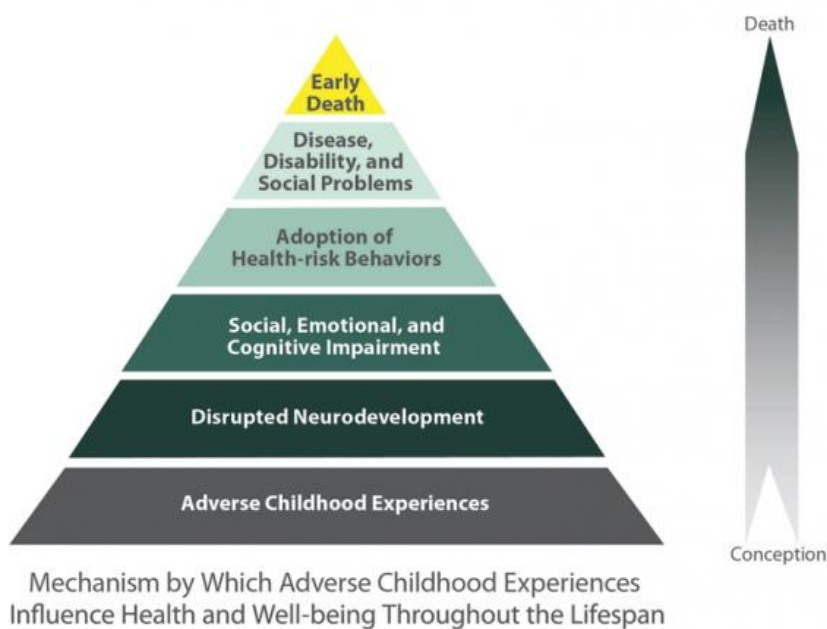 Death
Early
Death
Disease,
Disability, and
Social Problems
Adoption of
Health-risk Behaviors
Social, Emotional, and
Cognitive Impairment
Disrupted Neurodevelopment
Adverse Childhood Experiences
Conception
Mechanism by Which Adverse Childhood Experiences
Influence Health and Well-being Throughout the Lifespan